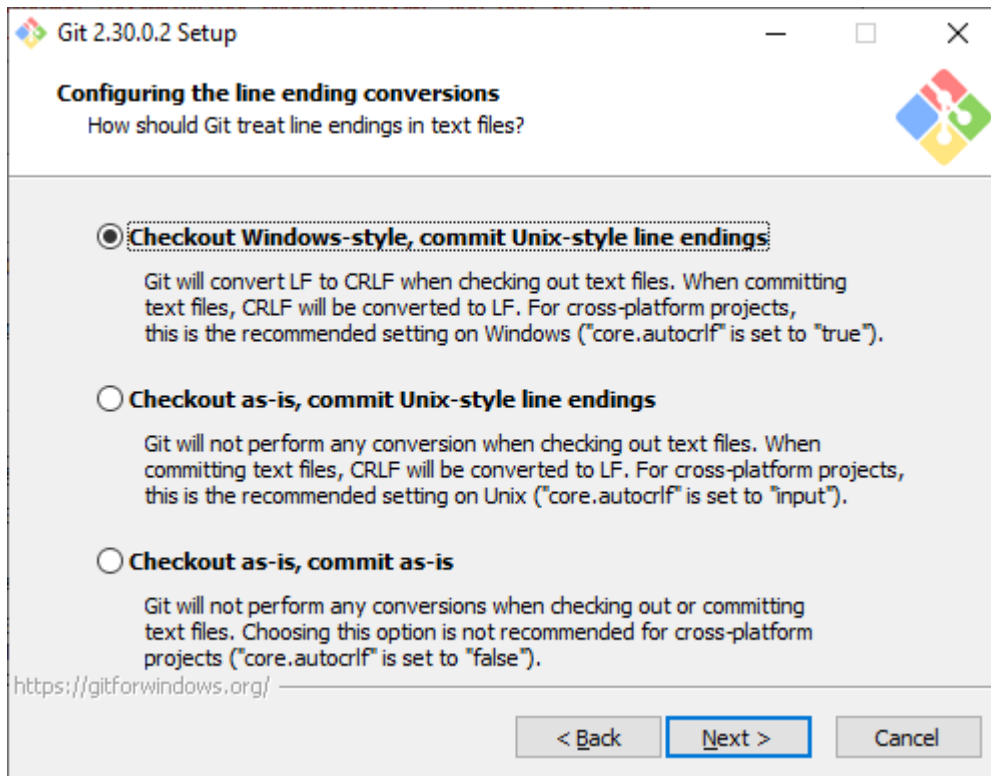 Git 2.30.0.2 Setup
Configuring the line ending conversions
How should Git treat line endings in text files?
Checkout Windows-style, commit Unix-style line endings
Git will convert LF to CRLF when checking out text files. When committing
text files, CRLF will be converted to LF. For cross-platform projects,
this is the recommended setting on Windows ("core.autocrlf" is set to "true").
Checkout as-is, commit Unix-style line endings
Git will not perform any conversion when checking out text files. When
committing text files, CRLF will be converted to LF. For cross-platform projects,
this is the recommended setting on Unix ("core.autocrlf" is set to "input").
Checkout as-is, commit as-is
Git will not perform any conversions when checking out or committing
text files. Choosing this option is not recommended for cross-platform
projects ("core.autocrlf" is set to "false").
https://gitforwindows.org/
< Back
Next >
Cancel